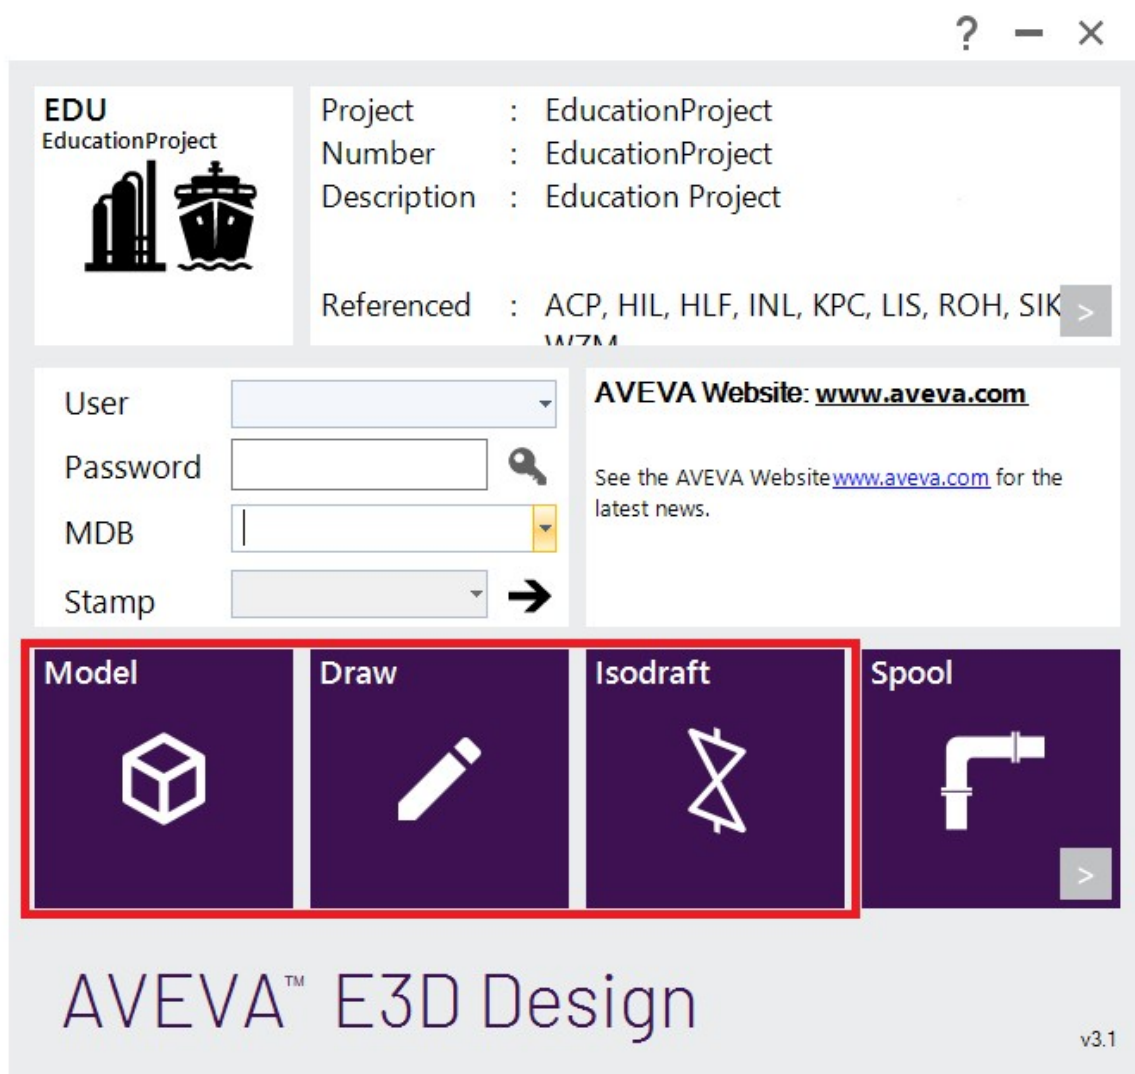 ?
EDU
EducationProject
Project : EducationProject
Number : EducationProject
Description : Education Project
Referenced : ACP, HIL, HLF, INL, KPC, LIS, ROH, SIK
>
User
Password
MDB
Stamp
AVEVA Website: www.aveva.com
See the AVEVA Websitewww.aveva.com for the
latest news.
Model
Draw
Isodraft
Spool
>
AVEVA™ E3D Design
v3.1